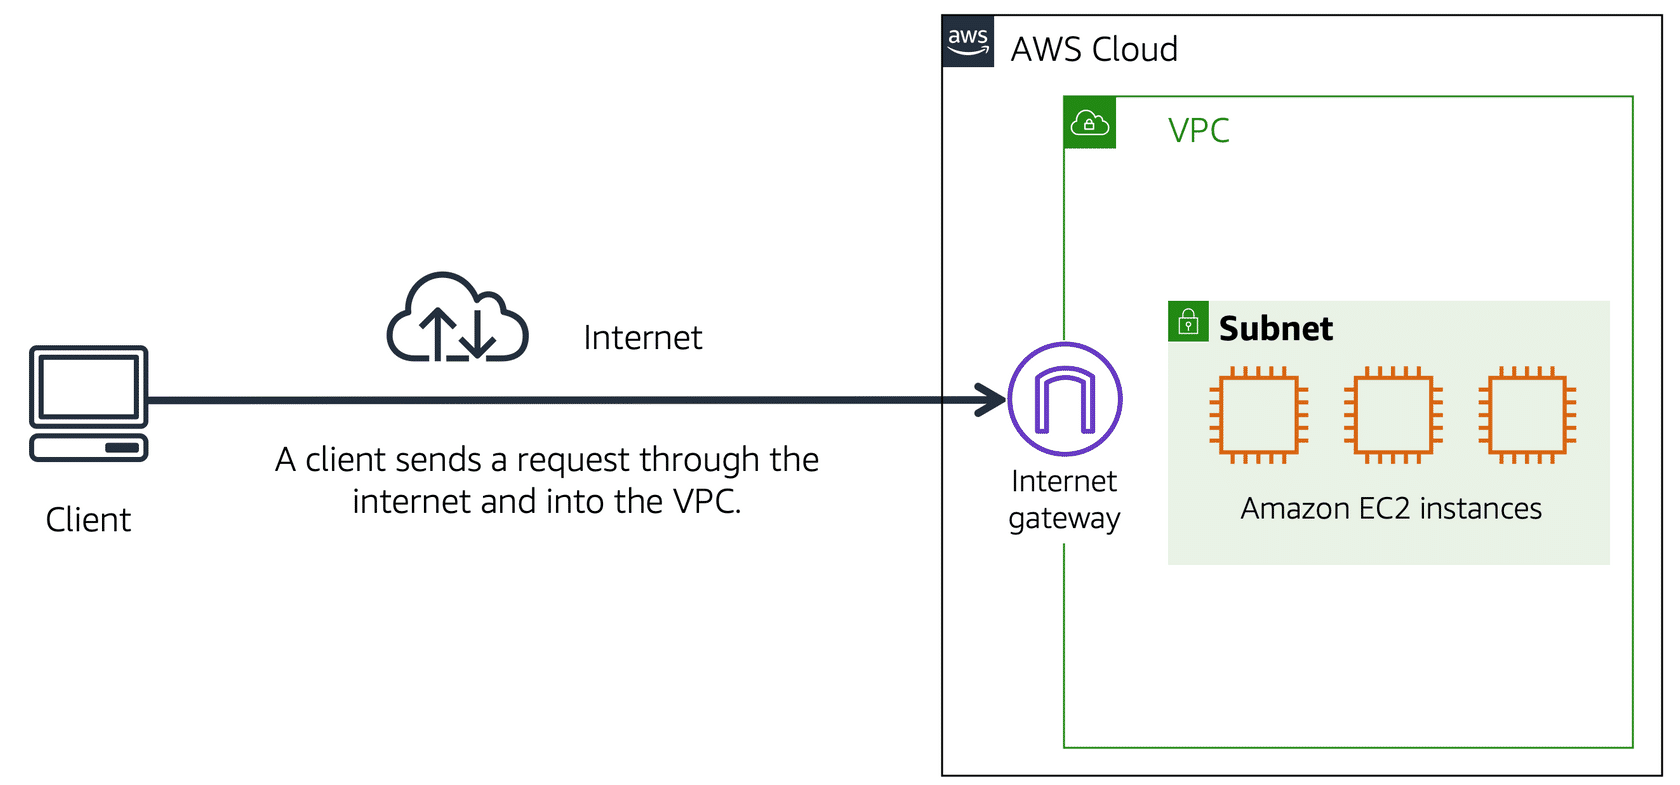 aws
AWS Cloud
VPC
Internet
Subnet
A client sends a request through the
internet and into the VPC.
Client
Internet
gateway
Amazon EC2 instances